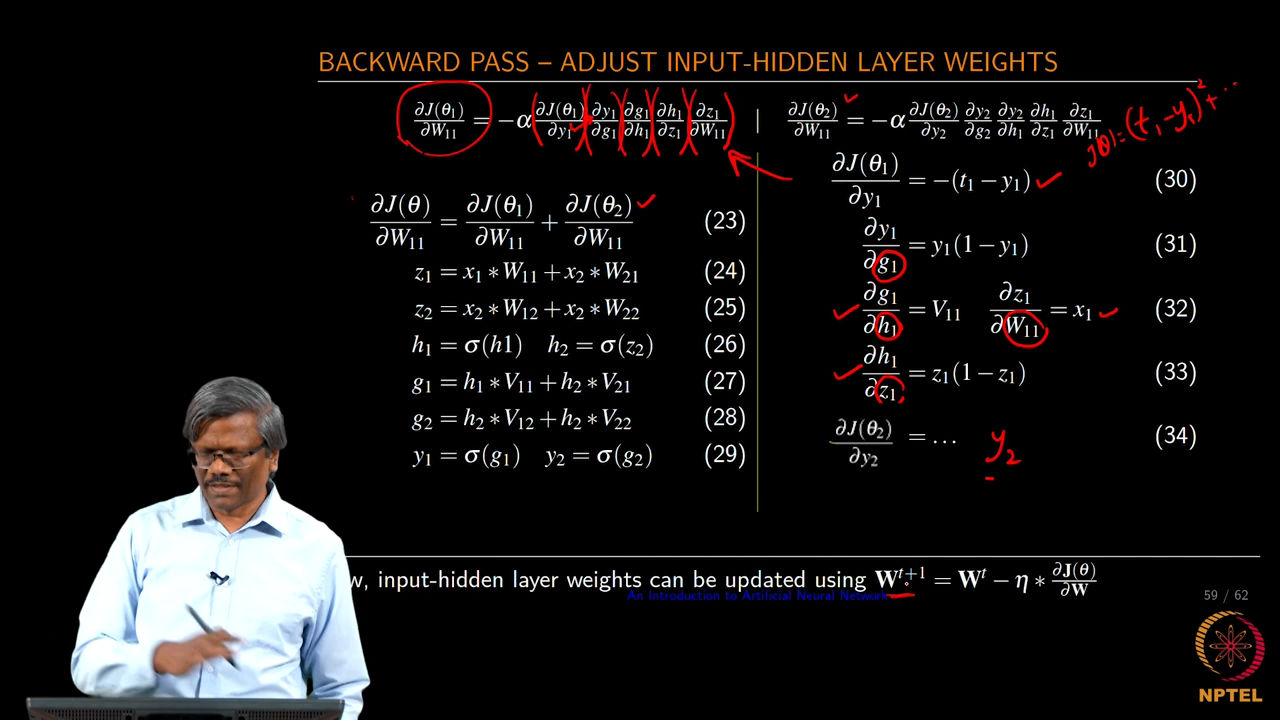 BACKWARD PASS – ADJUST INPUT-HIDDEN LAYER WEIGHTS
∂J(θ₁)/∂W₁₁ = −α ∂J(θ₁)/∂y₁ ∂y₁/∂g₁ ∂g₁/∂h₁ ∂h₁/∂z₁ ∂z₁/∂W₁₁ | ∂J(θ₂)/∂W₁₁ = −α ∂J(θ₂)/∂y₂ ∂y₂/∂g₂ ∂y₂/∂h₁ ∂h₁/∂z₁ ∂z₁/∂W₁₁
J(θ) = (t₁ − y₁)² + ...
∂J(θ)/∂W₁₁ = ∂J(θ₁)/∂W₁₁ + ∂J(θ₂)/∂W₁₁ (23)
z₁ = x₁ ∗ W₁₁ + x₂ ∗ W₂₁ (24)
z₂ = x₂ ∗ W₁₂ + x₂ ∗ W₂₂ (25)
h₁ = σ(h1) h₂ = σ(z₂) (26)
g₁ = h₁ ∗ V₁₁ + h₂ ∗ V₂₁ (27)
g₂ = h₂ ∗ V₁₂ + h₂ ∗ V₂₂ (28)
y₁ = σ(g₁) y₂ = σ(g₂) (29)
∂J(θ₁)/∂y₁ = −(t₁ − y₁) (30)
∂y₁/∂g₁ = y₁(1 − y₁) (31)
∂g₁/∂h₁ = V₁₁ ∂z₁/∂W₁₁ = x₁ (32)
∂h₁/∂z₁ = z₁(1 − z₁) (33)
∂J(θ₂)/∂y₂ = ... (34)
y₂
w, input-hidden layer weights can be updated using Wᵗ⁺¹ = Wᵗ − η ∗ ∂J(θ)/∂W
An Introduction to Artificial Neural Network
59 / 62
NPTEL